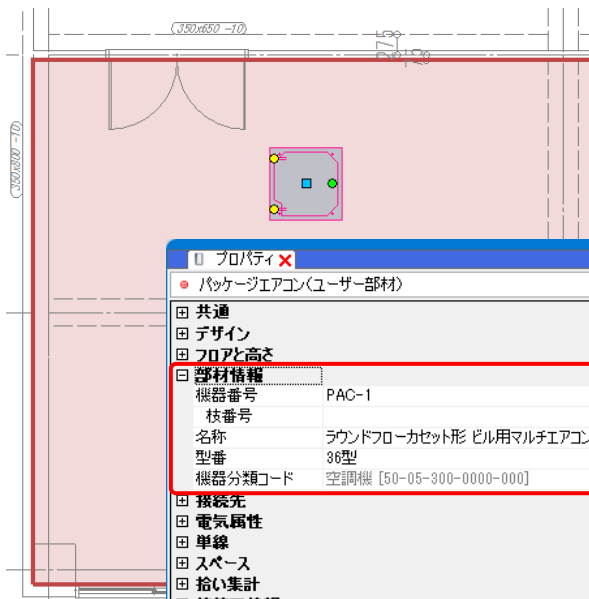 (350x650 -10)
275
75
(350x800 -10)
プロパティ
パッケージエアコン(ユーザー部材)
共通
デザイン
フロアと高さ
部材情報
機器番号 PAC-1
枝番号
名称 ラウンドフローカセット形 ビル用マルチエアコン
型番 36型
機器分類コード 空調機 [50-05-300-0000-000]
接続先
電気属性
単線
スペース
拾い集計